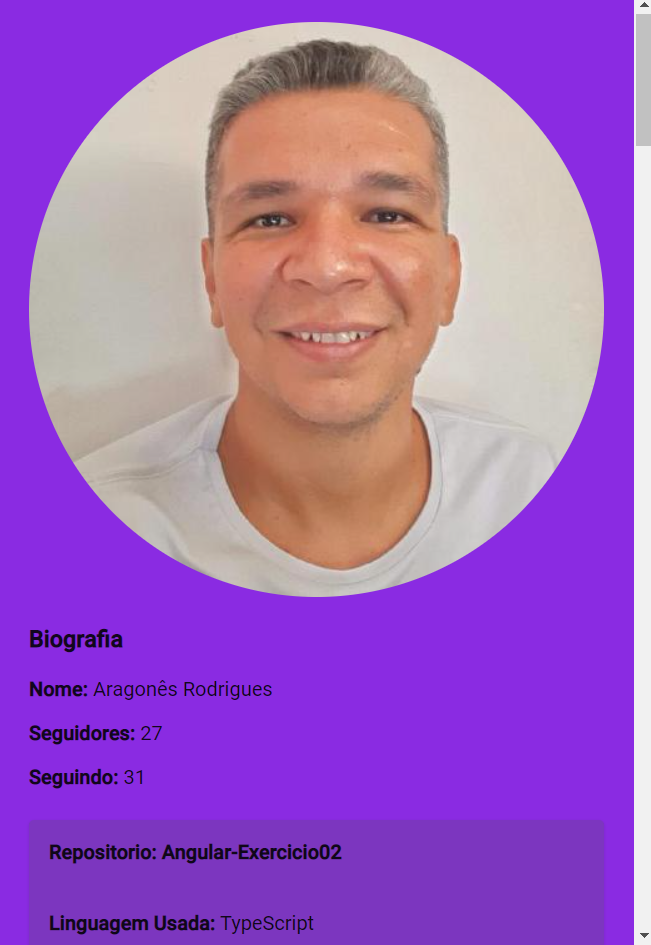 Biografia
Nome: Aragonês Rodrigues
Seguidores: 27
Seguindo: 31
Repositorio: Angular-Exercicio02
Linguagem Usada: TypeScript